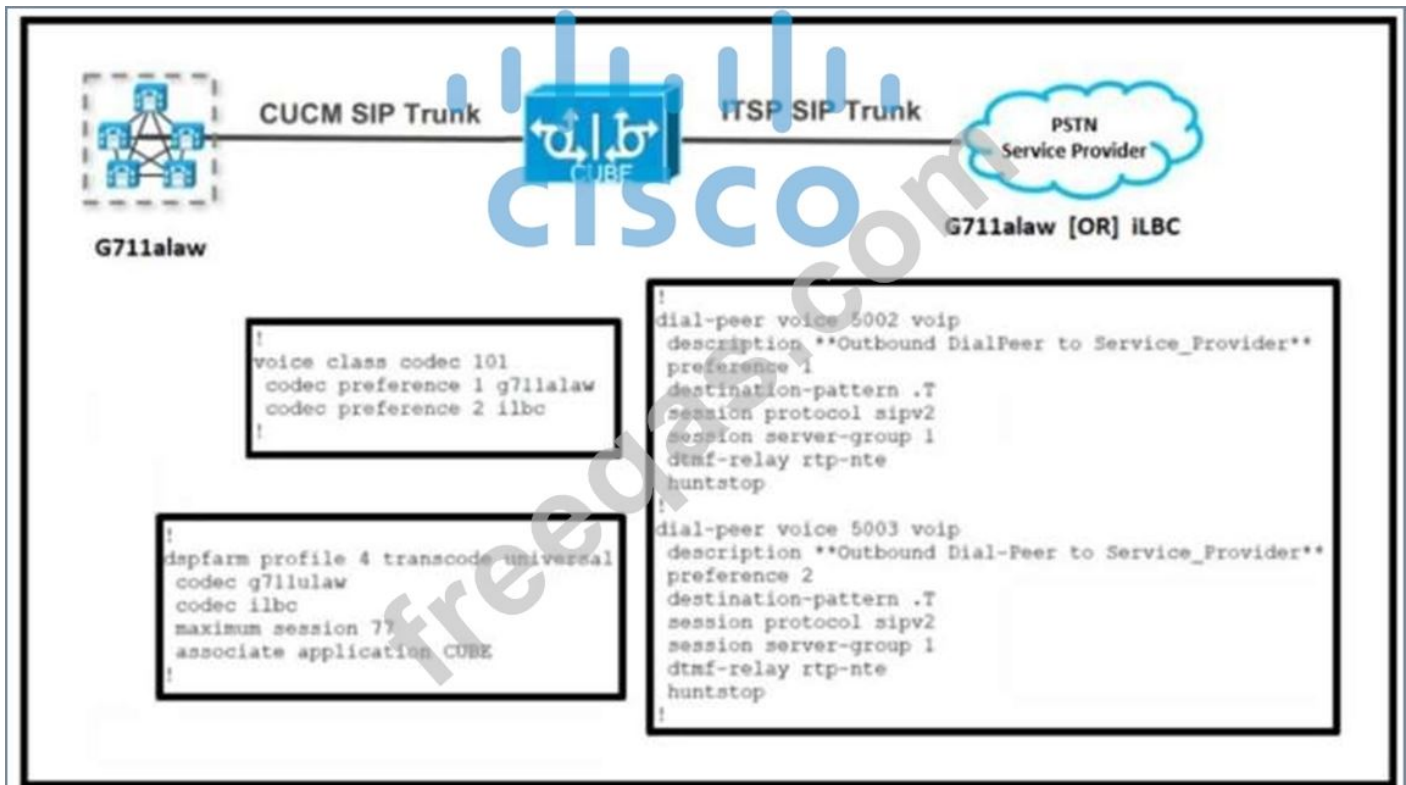 CUCM SIP Trunk
ITSP SIP Trunk
PSTN
Service Provider
CUBE
cisco
G711alaw
G711alaw [OR] iLBC
!
voice class codec 101
codec preference 1 g711alaw
codec preference 2 ilbc
!
!
dspfarm profile 4 transcode universal
codec g711ulaw
codec ilbc
maximum session 77
associate application CUBE
!
!
dial-peer voice 5002 voip
description **Outbound DialPeer to Service_Provider**
preference 1
destination-pattern .T
session protocol sipv2
session server-group 1
dtmf-relay rtp-nte
huntstop
!
dial-peer voice 5003 voip
description **Outbound Dial-Peer to Service_Provider**
preference 2
destination-pattern .T
session protocol sipv2
session server-group 1
dtmf-relay rtp-nte
huntstop
!
freeqas.com